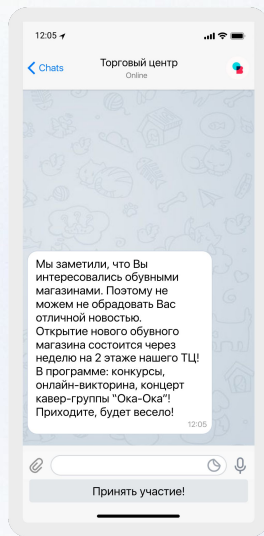 12:05
Chats
Торговый центр
Online
Мы заметили, что Вы
интересовались обувными
магазинами. Поэтому не
можем не обрадовать Вас
отличной новостью.
Открытие нового обувного
магазина состоится через
неделю на 2 этаже нашего ТЦ!
В программе: конкурсы,
онлайн-викторина, концерт
кавер-группы “Ока-Ока”!
Приходите, будет весело!
12:05
Принять участие!